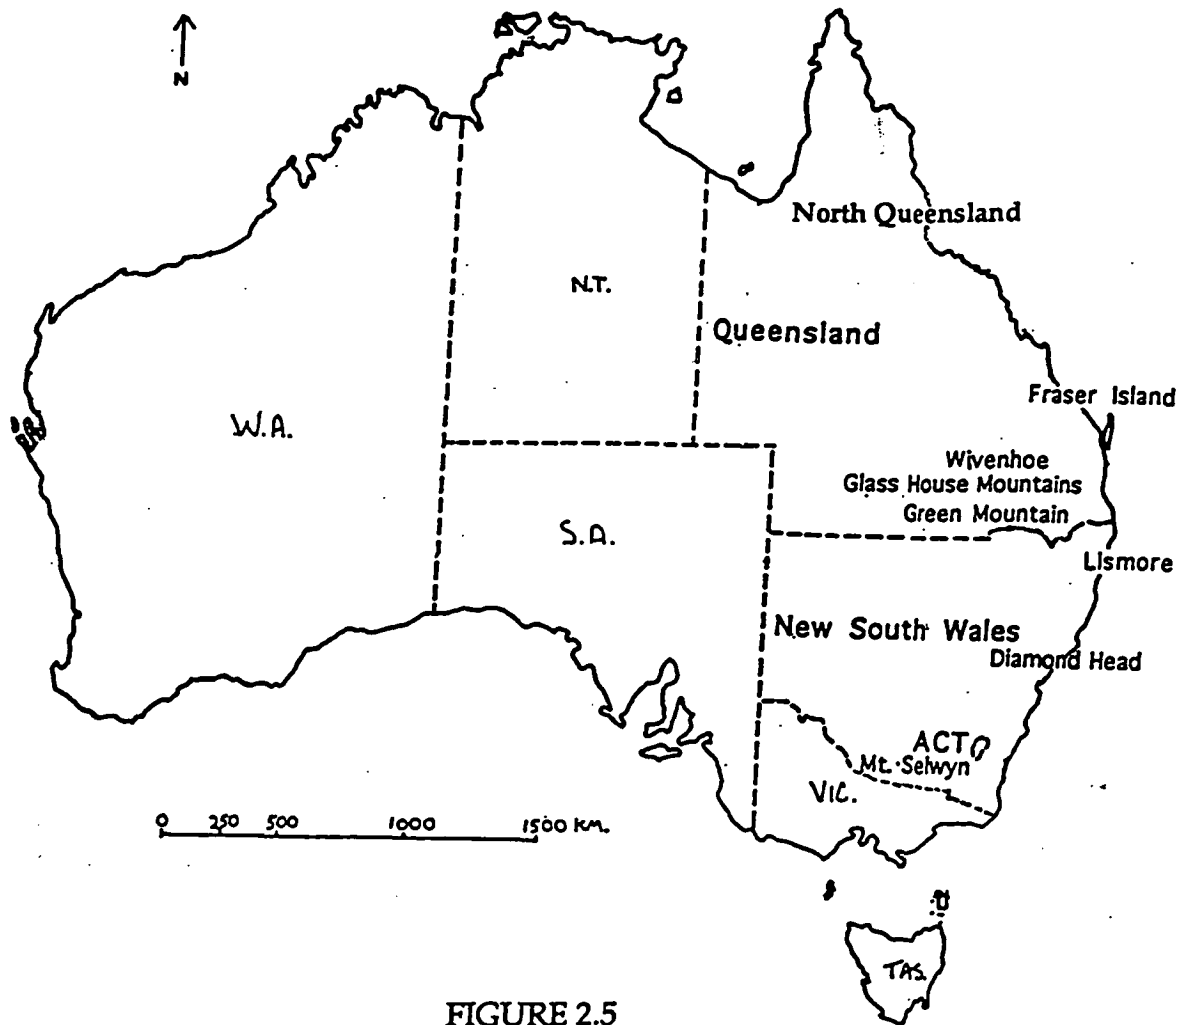 N
North Queensland
N.T.
Queensland
Fraser Island
W.A.
Wivenhoe
Glass House Mountains
Green Mountain
S.A.
Lismore
New South Wales
Diamond Head
ACT
Mt. Selwyn
VIC.
0 250 500 1000 1500 KM.
TAS.
FIGURE 2.5